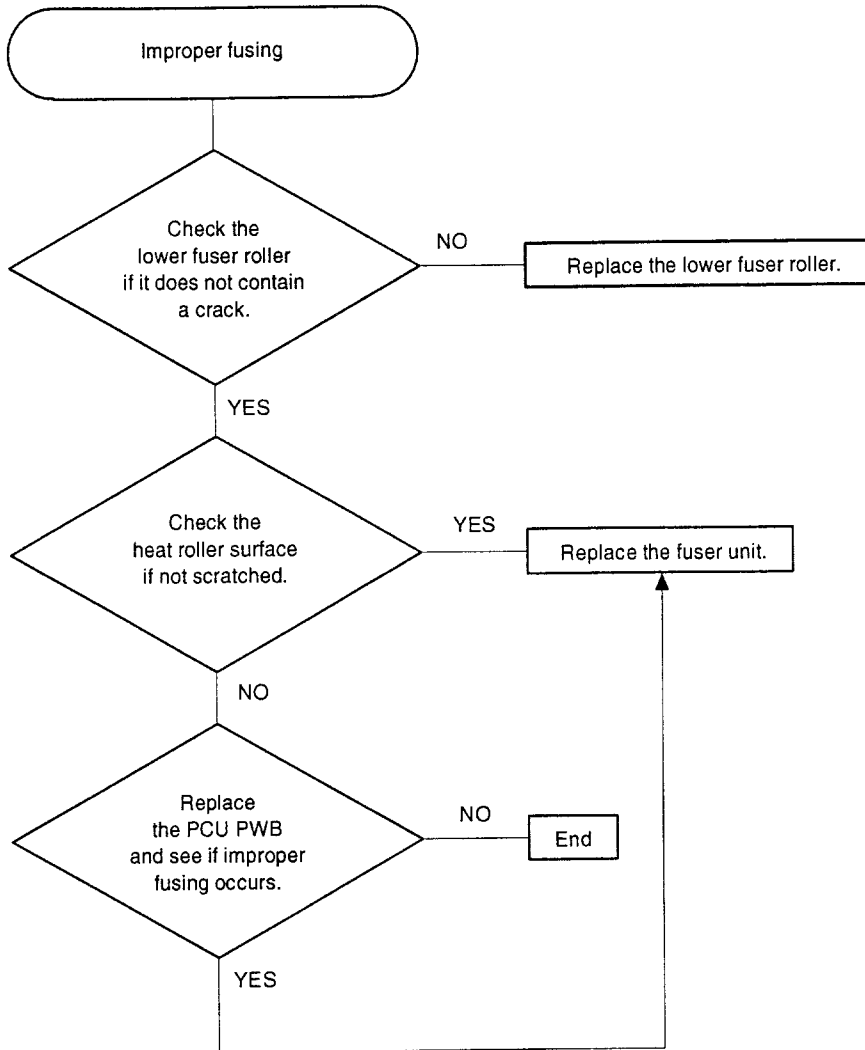 Improper fusing
Check the
lower fuser roller
if it does not contain
a crack.
NO
Replace the lower fuser roller.
YES
Check the
heat roller surface
if not scratched.
YES
Replace the fuser unit.
NO
Replace
the PCU PWB
and see if improper
fusing occurs.
NO
End
YES